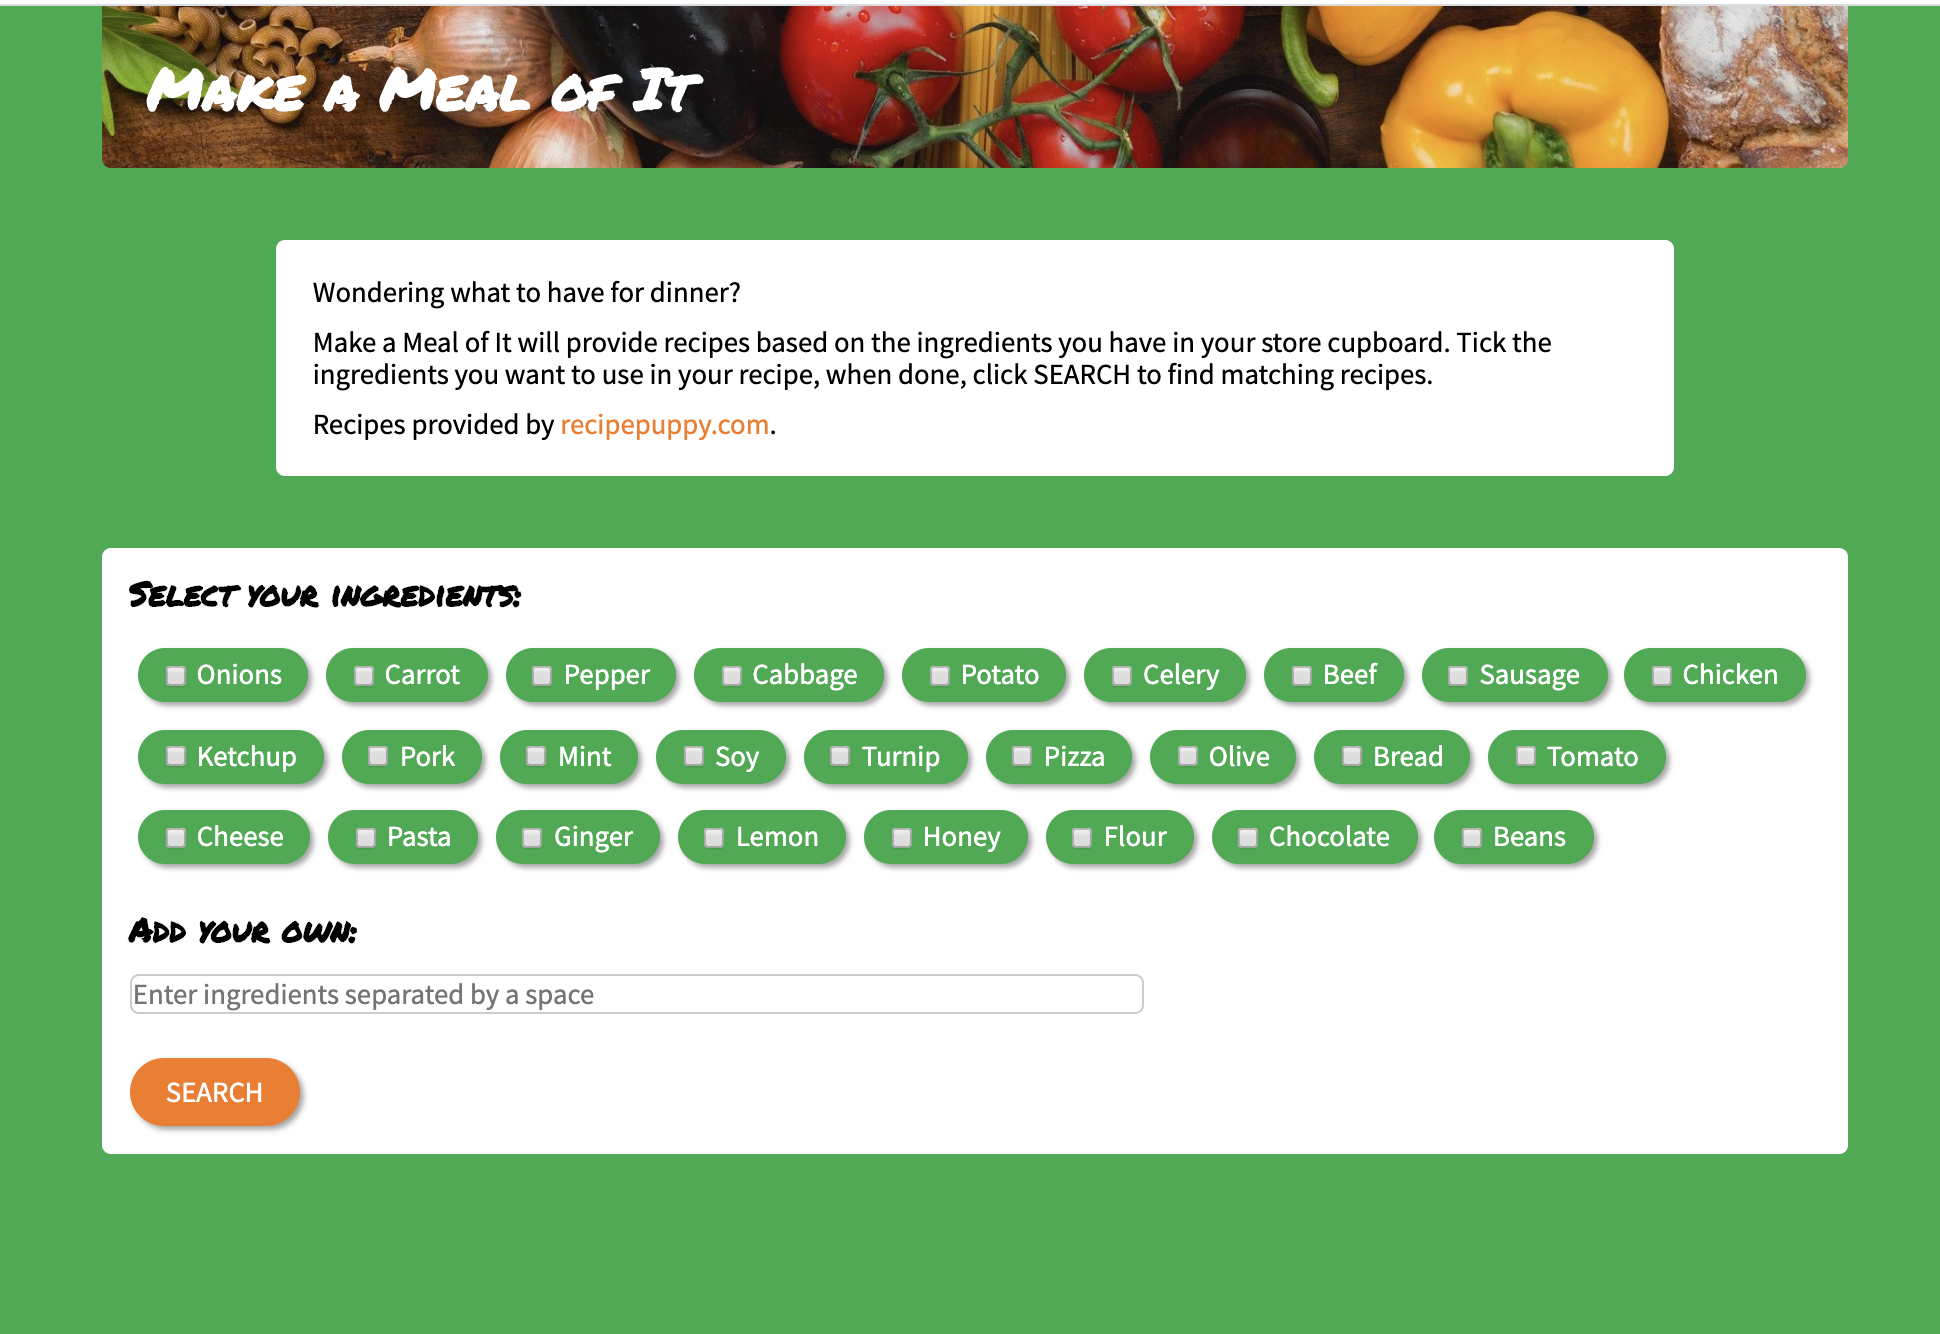 Make a Meal of It
Wondering what to have for dinner?
Make a Meal of It will provide recipes based on the ingredients you have in your store cupboard. Tick the
ingredients you want to use in your recipe, when done, click SEARCH to find matching recipes.
Recipes provided by recipepuppy.com.
Select your ingredients:
Onions Carrot Pepper Cabbage Potato Celery Beef Sausage Chicken
Ketchup Pork Mint Soy Turnip Pizza Olive Bread Tomato
Cheese Pasta Ginger Lemon Honey Flour Chocolate Beans
Add your own:
Enter ingredients separated by a space
SEARCH